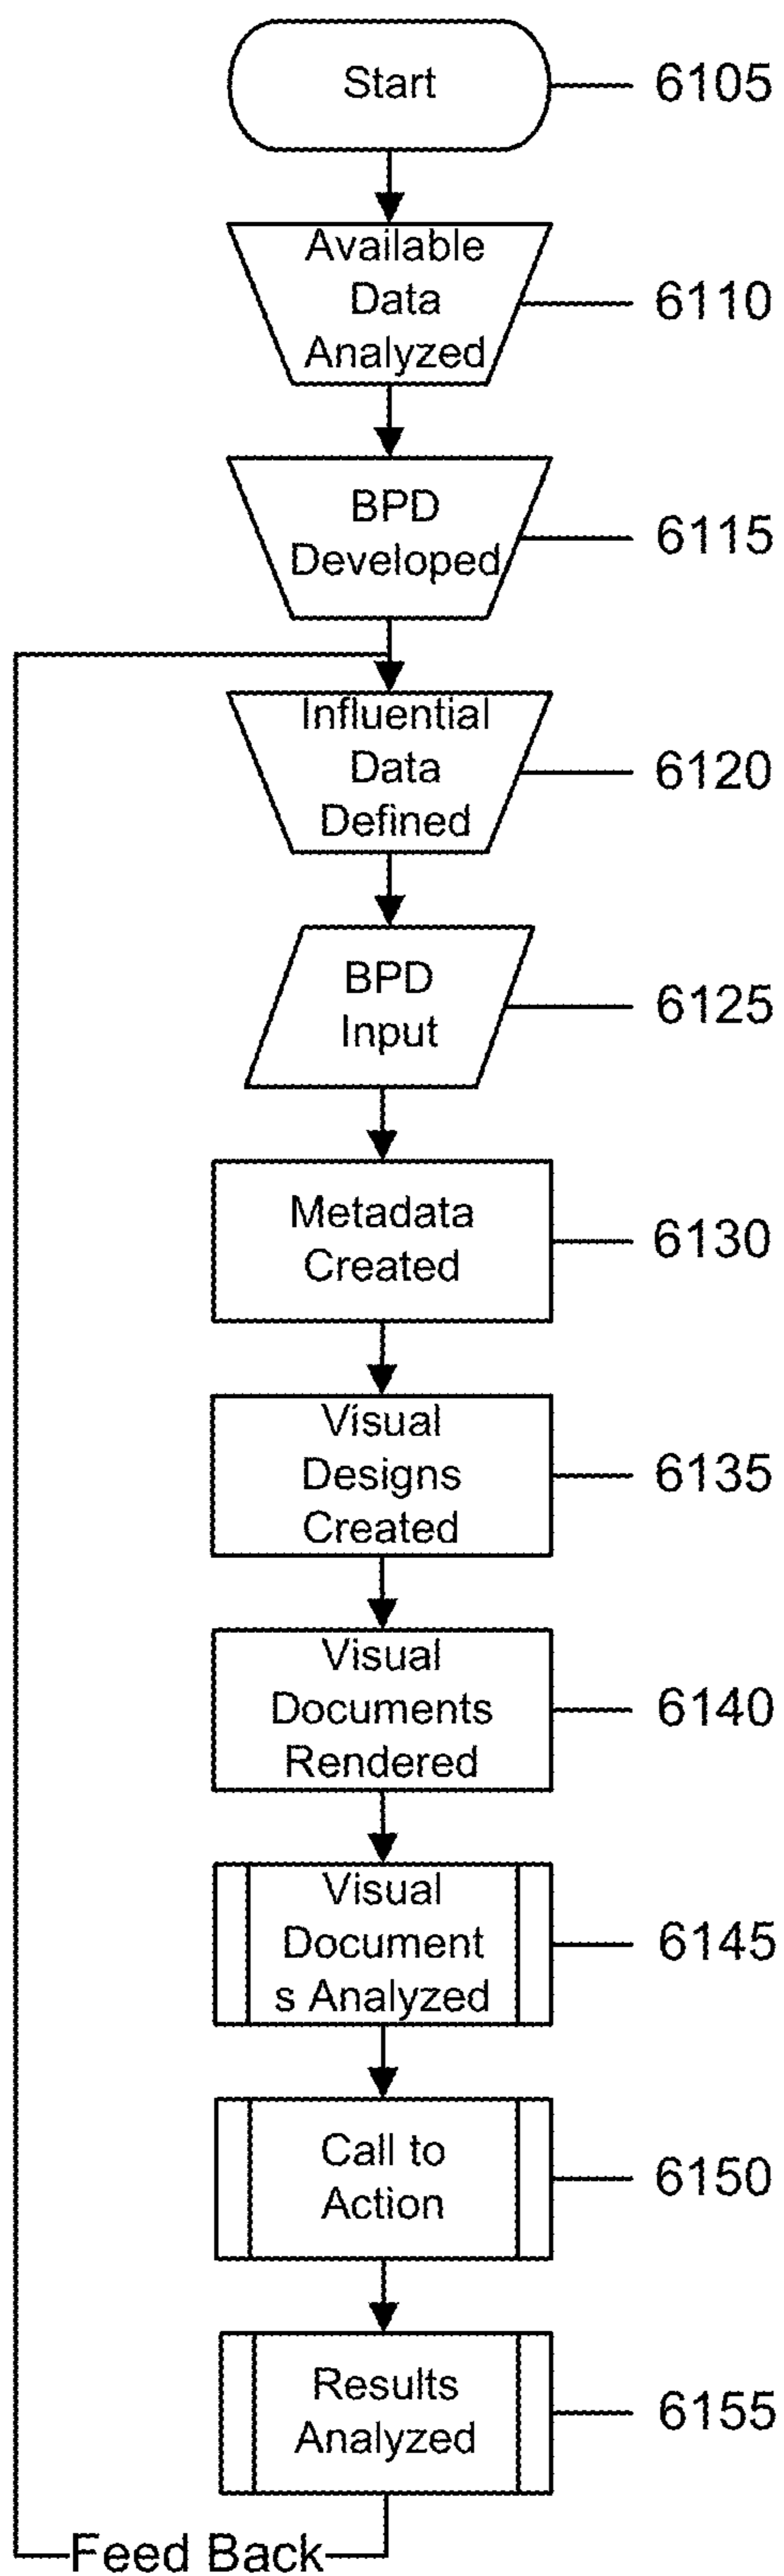 Start
6105
Available
Data
Analyzed
6110
BPD
Developed
6115
Influential
Data
Defined
6120
BPD
Input
6125
Metadata
Created
6130
Visual
Designs
Created
6135
Visual
Documents
Rendered
6140
Visual
Document
s Analyzed
6145
Call to
Action
6150
Results
Analyzed
6155
Feed Back